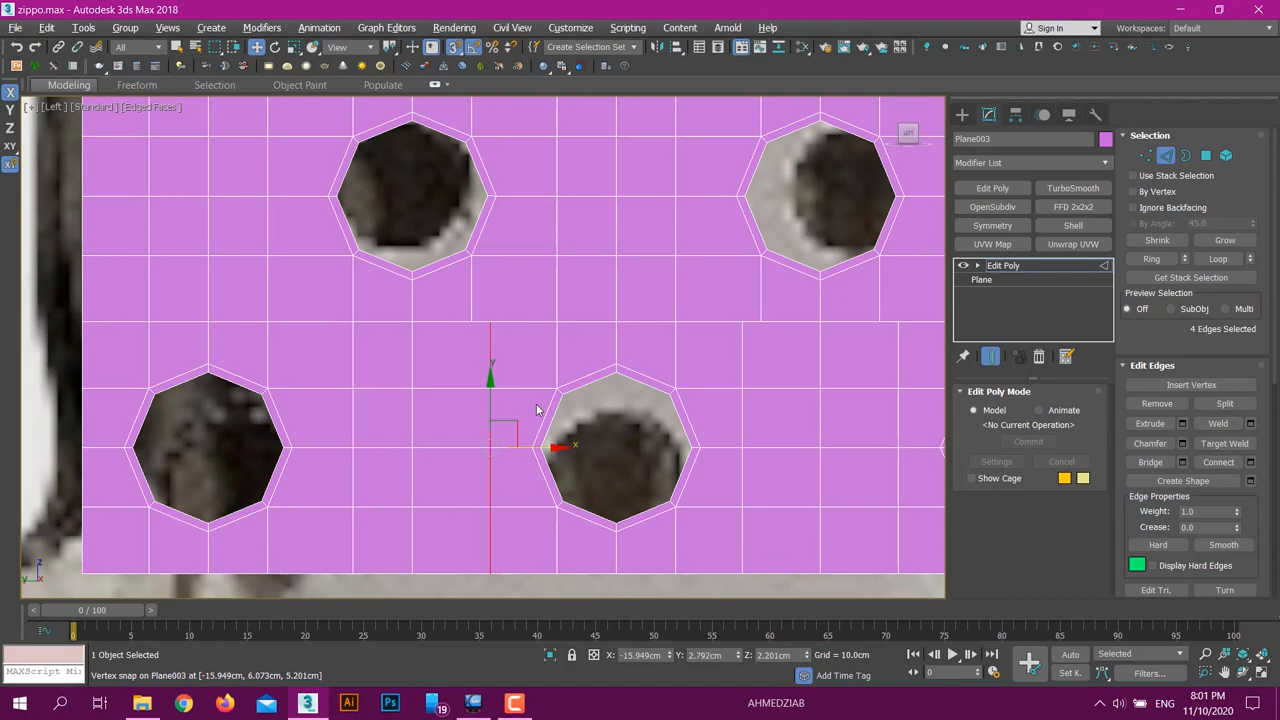 zippo.max - Autodesk 3ds Max 2018
File Edit Tools Group Views Create Modifiers Animation Graph Editors Rendering Civil View Customize Scripting Content Arnold Help
Sign In Workspaces: Default
All View Create Selection Set
Modeling Freeform Selection Object Paint Populate
X
Y
Z
XY
[+] [Left] [Standard] [Edged Faces]
LEFT
y
x
z
y x
Plane003
Modifier List
Edit Poly TurboSmooth
OpenSubdiv FFD 2x2x2
Symmetry Shell
UVW Map Unwrap UVW
Edit Poly
Plane
Edit Poly Mode
Model Animate
<No Current Operation>
Commit
Settings Cancel
Show Cage
Selection
Use Stack Selection
By Vertex
Ignore Backfacing
By Angle: 45.0
Shrink Grow
Ring Loop
Get Stack Selection
Preview Selection
Off SubObj Multi
4 Edges Selected
Edit Edges
Insert Vertex
Remove Split
Extrude Weld
Chamfer Target Weld
Bridge Connect
Create Shape
Edge Properties
Weight: 1.0
Crease: 0.0
Hard Smooth
Display Hard Edges
Edit Tri. Turn
0 / 100
0 5 10 15 20 25 30 35 40 45 50 55 60 65 70 75 80 85 90 95 100
MAXScript Mi
1 Object Selected
Vertex snap on Plane003 at [-15.949cm, 6.073cm, 5.201cm]
X: -15.949cm Y: 2.792cm Z: 2.201cm Grid = 10.0cm
Add Time Tag
Auto Selected
Set K. Filters...
0
19
AHMEDZIAB
ENG
8:01 PM
11/10/2020